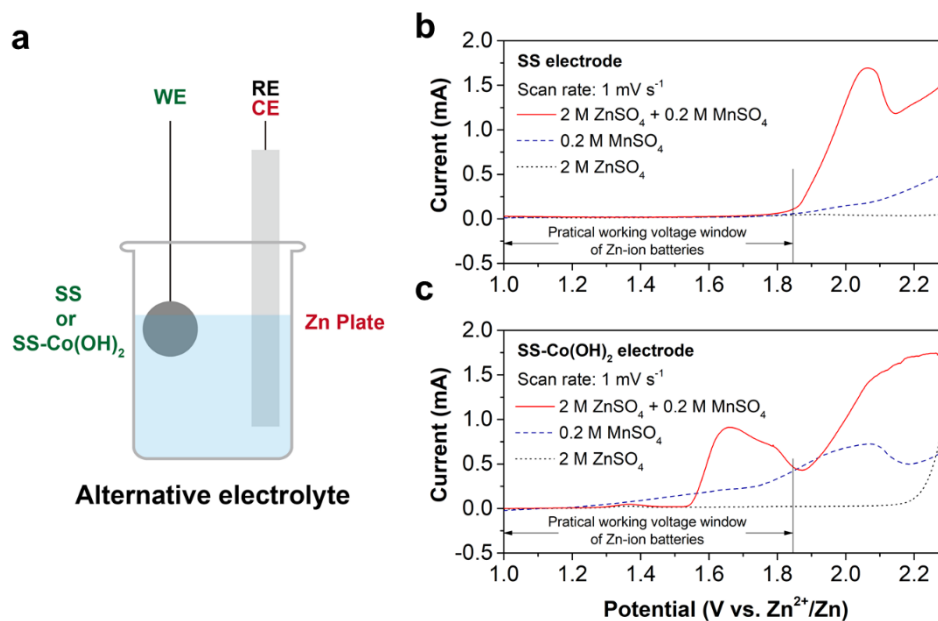 a
WE
RE
CE
SS
or
SS-Co(OH)₂
Zn Plate
Alternative electrolyte
b
SS electrode
Scan rate: 1 mV s⁻¹
2 M ZnSO₄ + 0.2 M MnSO₄
0.2 M MnSO₄
2 M ZnSO₄
Pratical working voltage window
of Zn-ion batteries
Current (mA)
2.0
1.5
1.0
0.5
0.0
-0.5
1.0 1.2 1.4 1.6 1.8 2.0 2.2
c
SS-Co(OH)₂ electrode
Scan rate: 1 mV s⁻¹
2 M ZnSO₄ + 0.2 M MnSO₄
0.2 M MnSO₄
2 M ZnSO₄
Pratical working voltage window
of Zn-ion batteries
Current (mA)
2.0
1.5
1.0
0.5
0.0
-0.5
1.0 1.2 1.4 1.6 1.8 2.0 2.2
Potential (V vs. Zn²⁺/Zn)